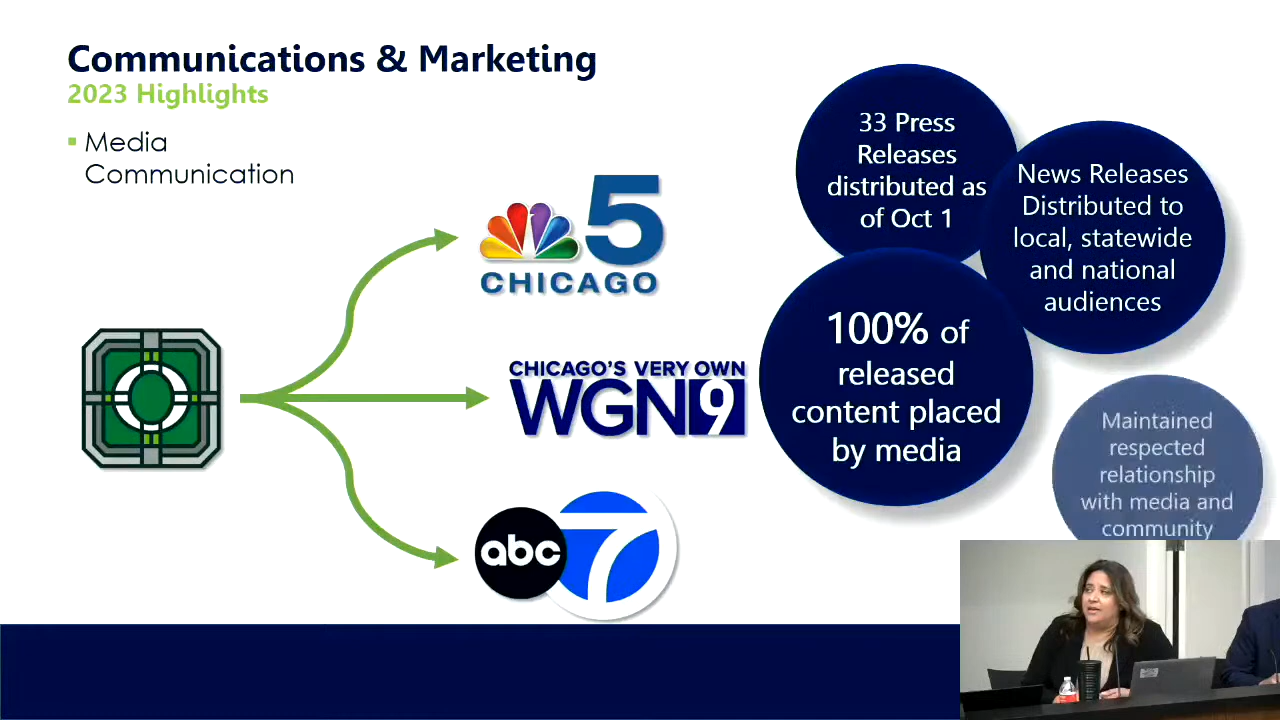 Communications & Marketing
2023 Highlights
Media
Communication
5
CHICAGO
CHICAGO'S VERY OWN
WGN9
abc 7
33 Press
Releases
distributed as
of Oct 1
News Releases
Distributed to
local, statewide
and national
audiences
100% of
released
content placed
by media
Maintained
respected
relationship
with media and
community